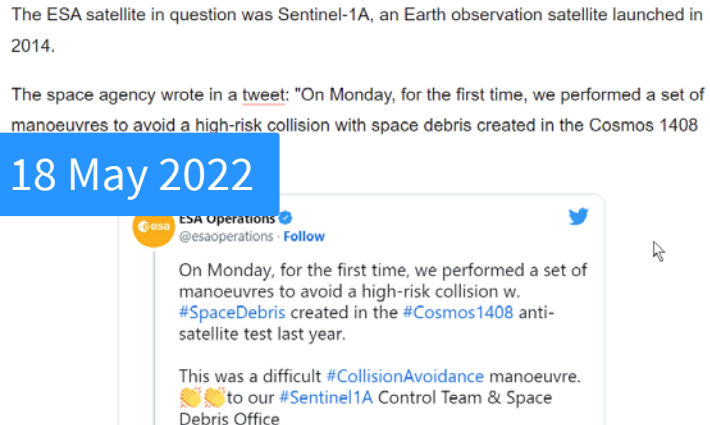 The ESA satellite in question was Sentinel-1A, an Earth observation satellite launched in
2014.
The space agency wrote in a tweet: "On Monday, for the first time, we performed a set of
manoeuvres to avoid a high-risk collision with space debris created in the Cosmos 1408
18 May 2022
esa
ESA Operations
@esaoperations · Follow
On Monday, for the first time, we performed a set of
manoeuvres to avoid a high-risk collision w.
#SpaceDebris created in the #Cosmos1408 anti-
satellite test last year.
This was a difficult #CollisionAvoidance manoeuvre.
👏👏to our #Sentinel1A Control Team & Space
Debris Office